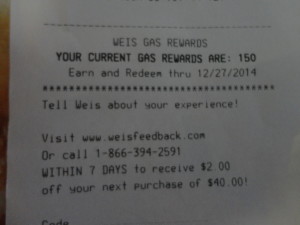 WEIS GAS REWARDS
YOUR CURRENT GAS REWARDS ARE: 150
Earn and Redeem thru 12/27/2014
Tell Weis about your experience!
Visit www.weisfeedback.com
Or call 1-866-394-2591
WITHIN 7 DAYS to receive $2.00
off your next purchase of $40.00!
Code